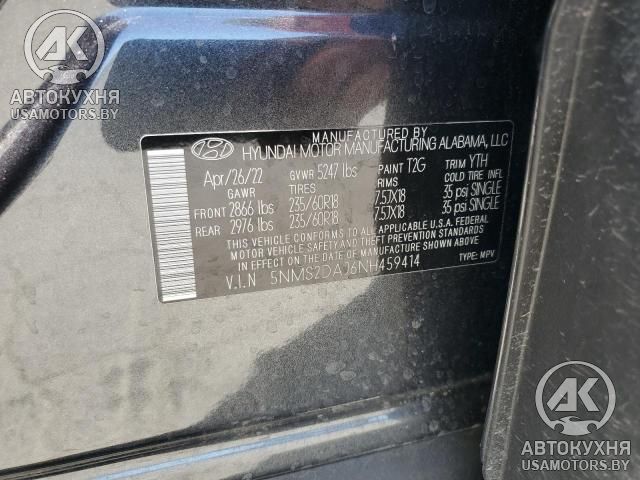 АК
АВТОКУХНЯ
USAMOTORS.BY
MANUFACTURED BY
HYUNDAI MOTOR MANUFACTURING ALABAMA, LLC
Apr/26/22 GVWR 5247 lbs PAINT T2G TRIM YTH
GAWR TIRES RIMS COLD TIRE INFL
FRONT 2866 lbs 235/60R18 7.5JX18 35 psi SINGLE
REAR 2976 lbs 235/60R18 7.5JX18 35 psi SINGLE
THIS VEHICLE CONFORMS TO ALL APPLICABLE U.S.A. FEDERAL
MOTOR VEHICLE SAFETY AND THEFT PREVENTION STANDARDS
IN EFFECT ON THE DATE OF MANUFACTURE SHOWN ABOVE.
V.I.N 5NMS2DAJ6NH459414 TYPE: MPV
АК
АВТОКУХНЯ
USAMOTORS.BY